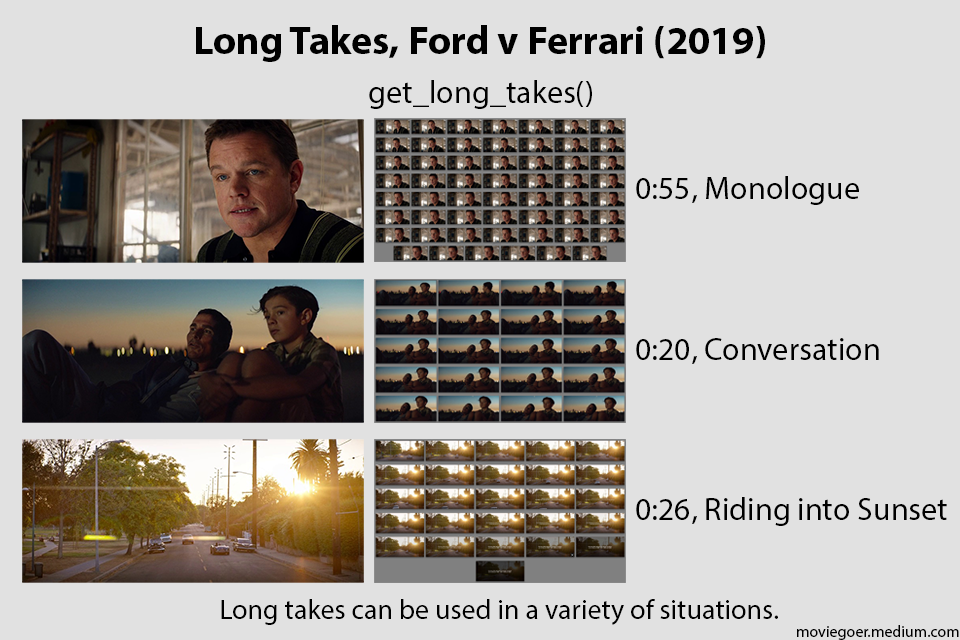 Long Takes, Ford v Ferrari (2019)
get_long_takes()
0:55, Monologue
0:20, Conversation
0:26, Riding into Sunset
Long takes can be used in a variety of situations.
moviegoer.medium.com